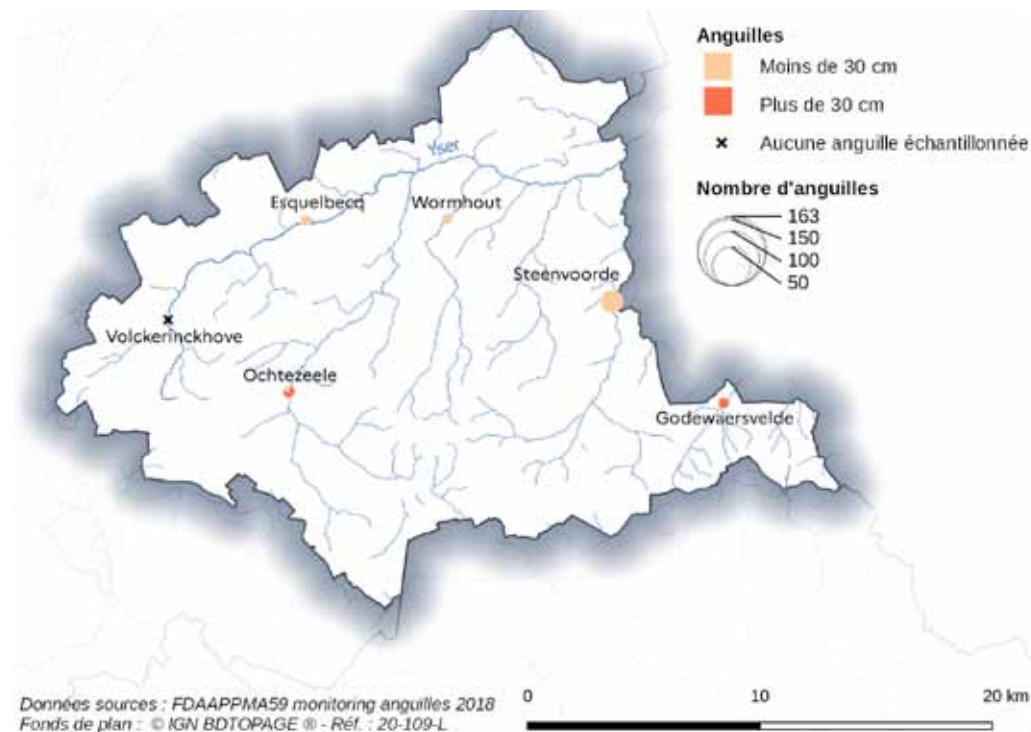 Anguilles
Moins de 30 cm
Plus de 30 cm
Aucune anguille échantillonnée
Nombre d'anguilles
163
150
100
50
Yser
Esquelbecq
Wormhout
Steenvoorde
Volckerinckhove
Ochtezeele
Godewaersvelde
Données sources : FDAAPPMA59 monitoring anguilles 2018
Fonds de plan : © IGN BDTOPAGE ® - Réf. : 20-109-L
0 10 20 km